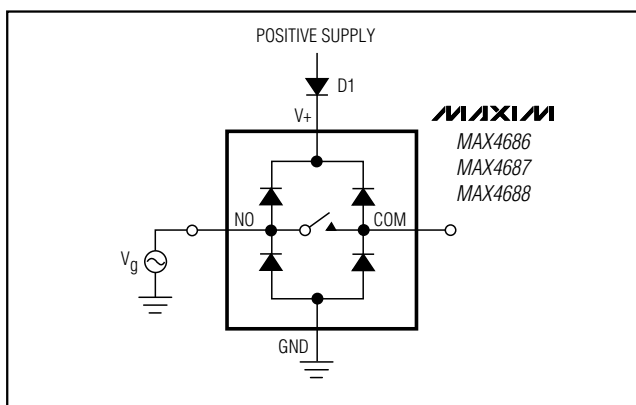 POSITIVE SUPPLY
D1
V+
MAXIM
MAX4686
MAX4687
MAX4688
NO
COM
Vg
GND